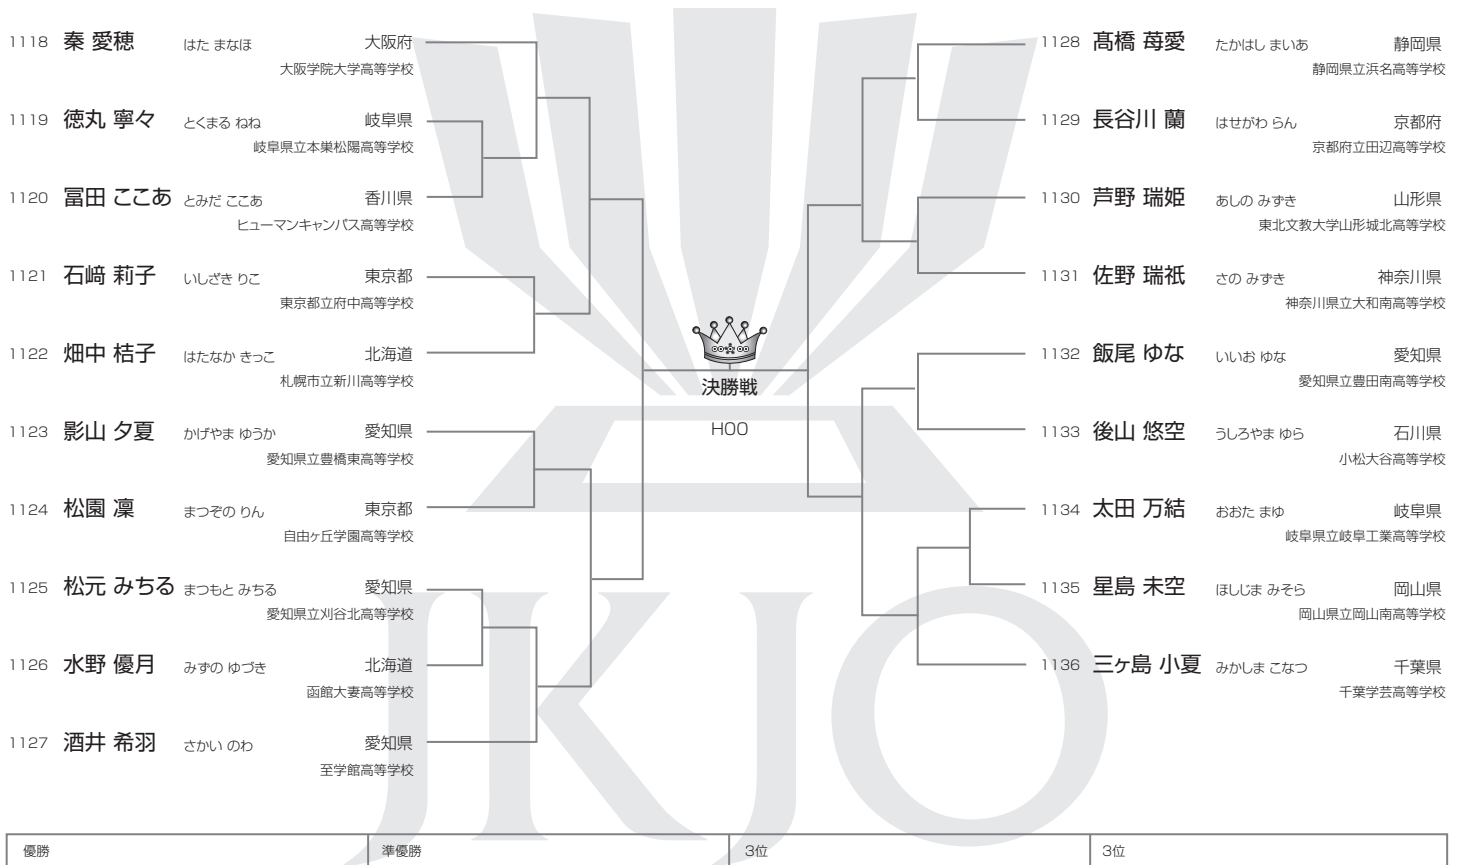 1118 秦 愛穂 はた まなほ 大阪府
大阪学院大学高等学校
1119 徳丸 寧々 とくまる ねね 岐阜県
岐阜県立本巣松陽高等学校
1120 冨田 ここあ とみだ ここあ 香川県
ヒューマンキャンパス高等学校
1121 石﨑 莉子 いしざき りこ 東京都
東京都立府中高等学校
1122 畑中 桔子 はたなか きっこ 北海道
札幌市立新川高等学校
1123 影山 夕夏 かげやま ゆうか 愛知県
愛知県立豊橋東高等学校
1124 松園 凜 まつぞの りん 東京都
自由ヶ丘学園高等学校
1125 松元 みちる まつもと みちる 愛知県
愛知県立刈谷北高等学校
1126 水野 優月 みずの ゆづき 北海道
函館大妻高等学校
1127 酒井 希羽 さかい のわ 愛知県
至学館高等学校
決勝戦
H00
1128 髙橋 苺愛 たかはし まいあ 静岡県
静岡県立浜名高等学校
1129 長谷川 蘭 はせがわ らん 京都府
京都府立田辺高等学校
1130 芦野 瑞姫 あしの みずき 山形県
東北文教大学山形城北高等学校
1131 佐野 瑞祇 さの みずき 神奈川県
神奈川県立大和南高等学校
1132 飯尾 ゆな いいお ゆな 愛知県
愛知県立豊田南高等学校
1133 後山 悠空 うしろやま ゆら 石川県
小松大谷高等学校
1134 太田 万結 おおた まゆ 岐阜県
岐阜県立岐阜工業高等学校
1135 星島 未空 ほしじま みそら 岡山県
岡山県立岡山南高等学校
1136 三ヶ島 小夏 みかしま こなつ 千葉県
千葉学芸高等学校
JKJO
優勝 準優勝 3位 3位